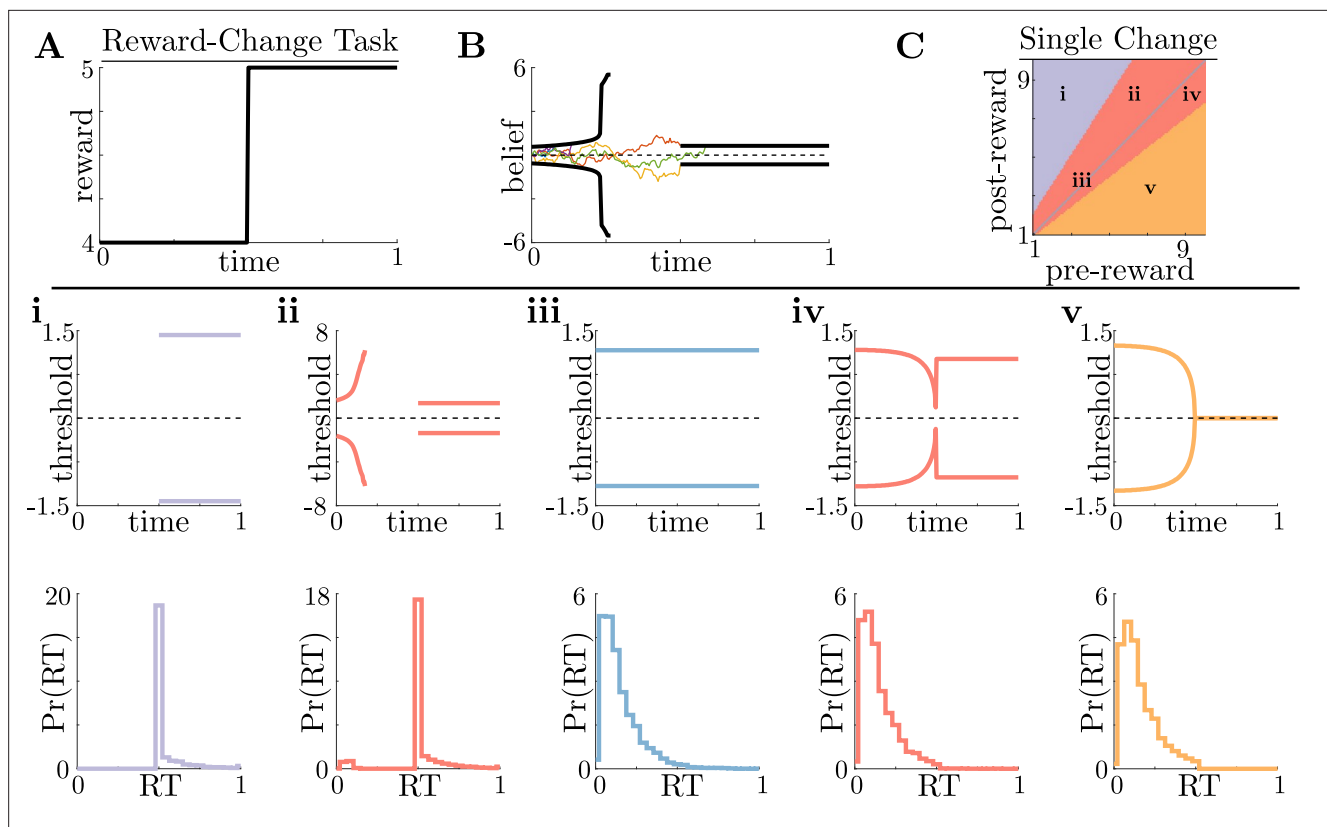 A
Reward-Change Task
5
reward
4
time
1
B
6
belief
-6
0
time
1
C
Single Change
9
post-reward
1
i
ii
iv
iii
v
1
9
pre-reward
i
1.5
threshold
-1.5
0
time
1
ii
8
threshold
-8
0
time
1
iii
1.5
threshold
-1.5
0
time
1
iv
1.5
threshold
-1.5
0
time
1
v
1.5
threshold
-1.5
0
time
1
20
Pr(RT)
0
0
RT
1
18
Pr(RT)
0
0
RT
1
6
Pr(RT)
0
0
RT
1
6
Pr(RT)
0
0
RT
1
6
Pr(RT)
0
0
RT
1